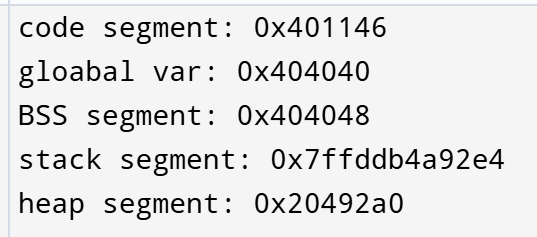 code segment: 0x401146
gloabal var: 0x404040
BSS segment: 0x404048
stack segment: 0x7ffddb4a92e4
heap segment: 0x20492a0